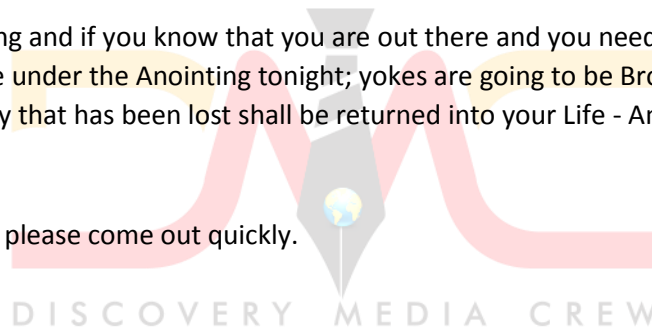 ng and if you know that you are out there and you need
e under the Anointing tonight; yokes are going to be Bro
y that has been lost shall be returned into your Life - Ar
please come out quickly.
DISCOVERY MEDIA CREW